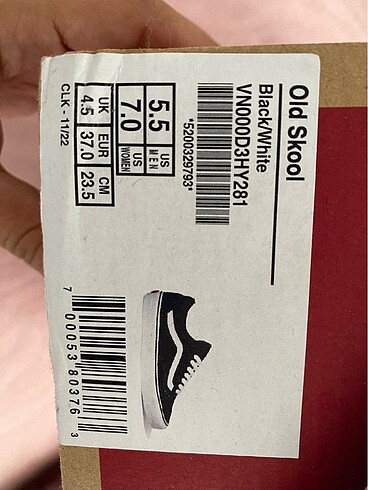 Old Skool
Black/White
VN000D3HY281
*5200329793*
US MEN 5.5
US WOMEN 7.0
UK EUR CM
4.5 37.0 23.5
CLK - 11/22
7 00053 80376 3